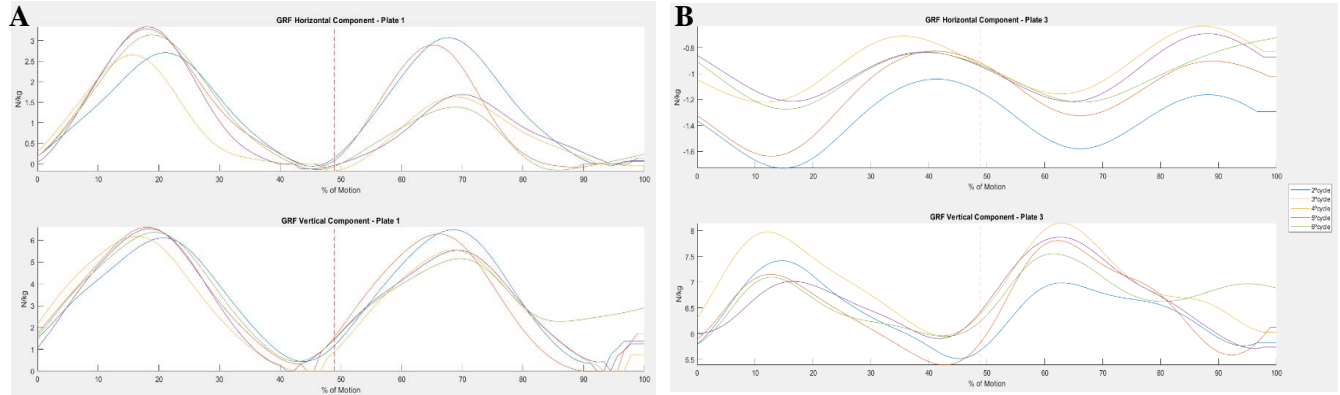 A
GRF Horizontal Component - Plate 1
3
2.5
2
1.5
1
0.5
0
N/kg
0 10 20 30 40 50 60 70 80 90 100
% of Motion
GRF Vertical Component - Plate 1
6
5
4
3
2
1
0
N/kg
0 10 20 30 40 50 60 70 80 90 100
% of Motion
B
GRF Horizontal Component - Plate 3
-0.8
-1
-1.2
-1.4
-1.6
N/kg
0 10 20 30 40 50 60 70 80 90 100
% of Motion
GRF Vertical Component - Plate 3
8
7.5
7
6.5
6
5.5
N/kg
0 10 20 30 40 50 60 70 80 90 100
% of Motion
2ºcycle
3ºcycle
4ºcycle
5ºcycle
6ºcycle